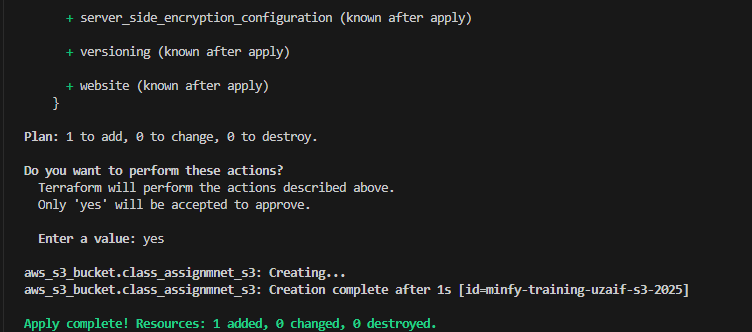 + server_side_encryption_configuration (known after apply)
+ versioning (known after apply)
+ website (known after apply)
}
Plan: 1 to add, 0 to change, 0 to destroy.
Do you want to perform these actions?
Terraform will perform the actions described above.
Only 'yes' will be accepted to approve.
Enter a value: yes
aws_s3_bucket.class_assignmnet_s3: Creating...
aws_s3_bucket.class_assignmnet_s3: Creation complete after 1s [id=minfy-training-uzaif-s3-2025]
Apply complete! Resources: 1 added, 0 changed, 0 destroyed.